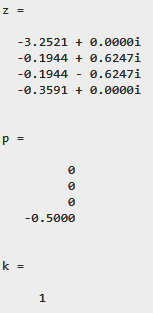 z =
-3.2521 + 0.0000i
-0.1944 + 0.6247i
-0.1944 - 0.6247i
-0.3591 + 0.0000i
p =
0
0
0
-0.5000
k =
1